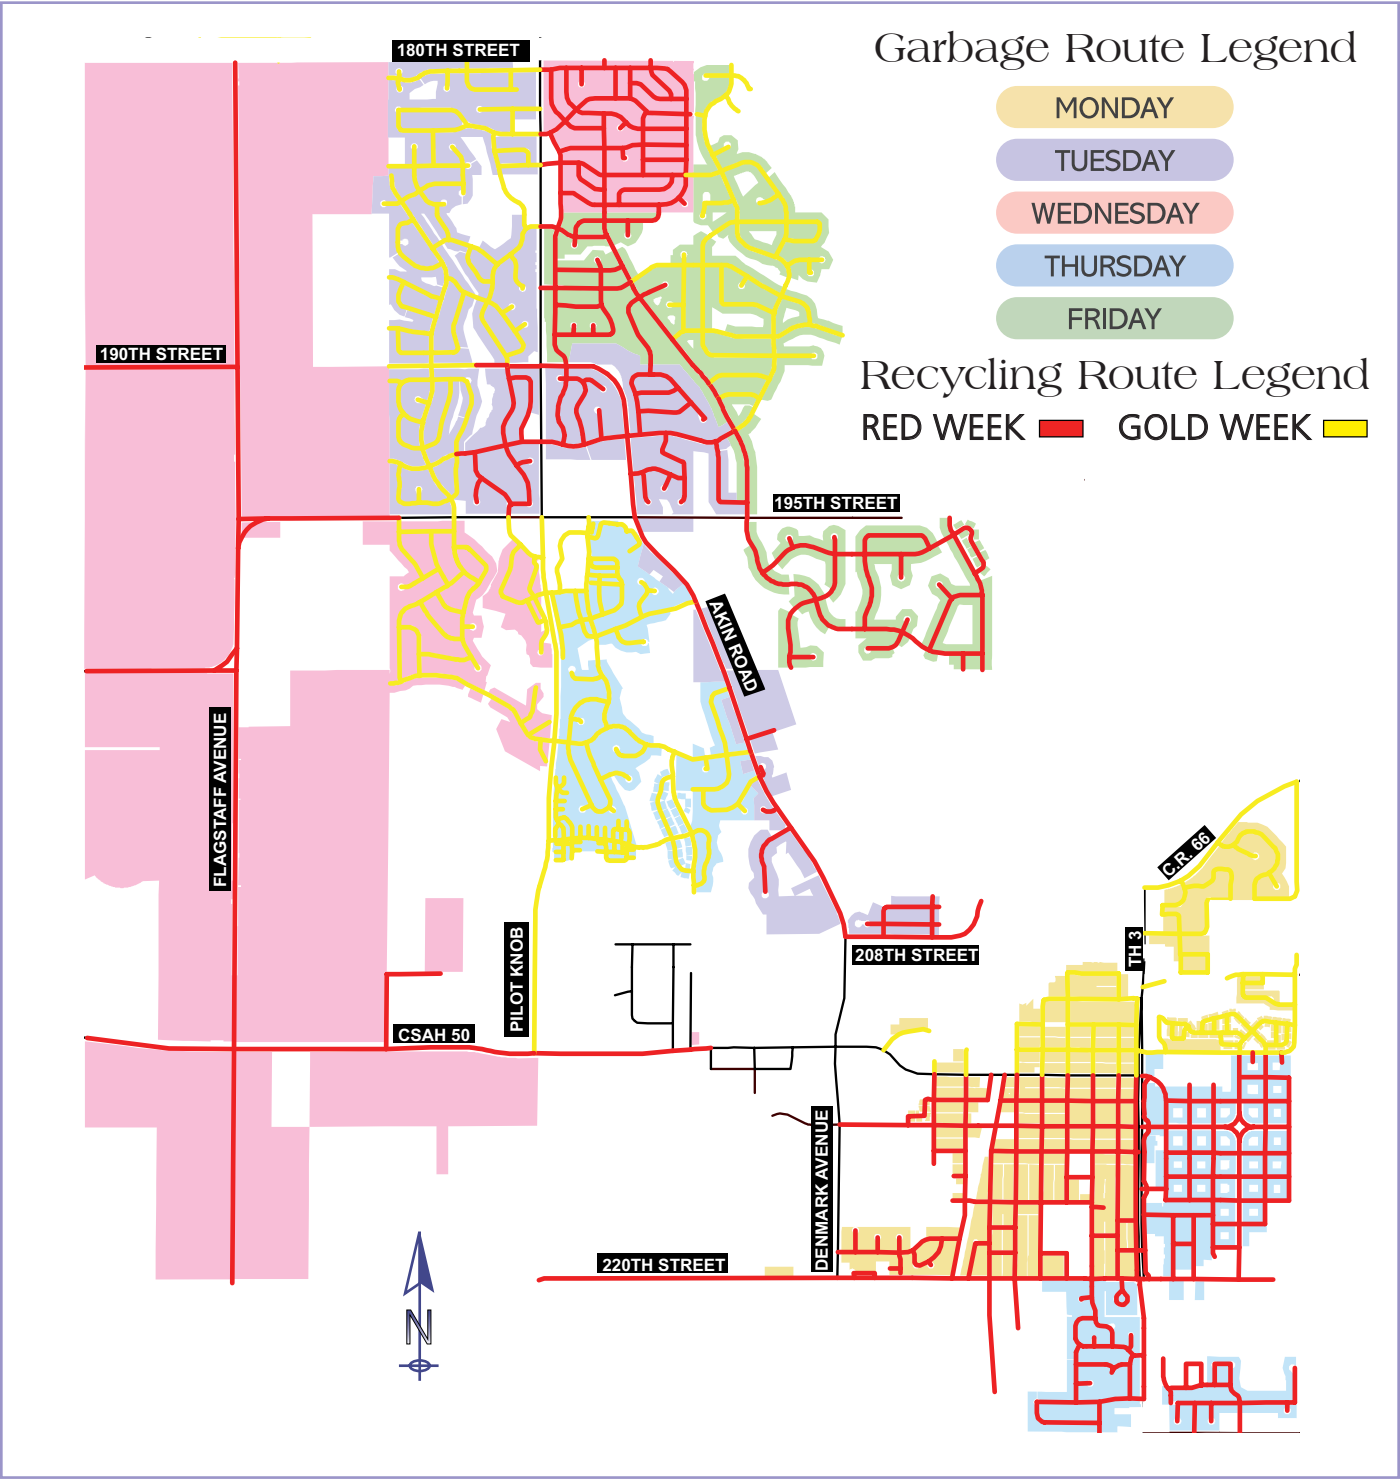 180TH STREET
Garbage Route Legend
MONDAY
TUESDAY
WEDNESDAY
THURSDAY
FRIDAY
190TH STREET
Recycling Route Legend
RED WEEK
GOLD WEEK
195TH STREET
AKIN ROAD
FLAGSTAFF AVENUE
C.R. 66
PILOT KNOB
TH 3
208TH STREET
CSAH 50
DENMARK AVENUE
220TH STREET
N